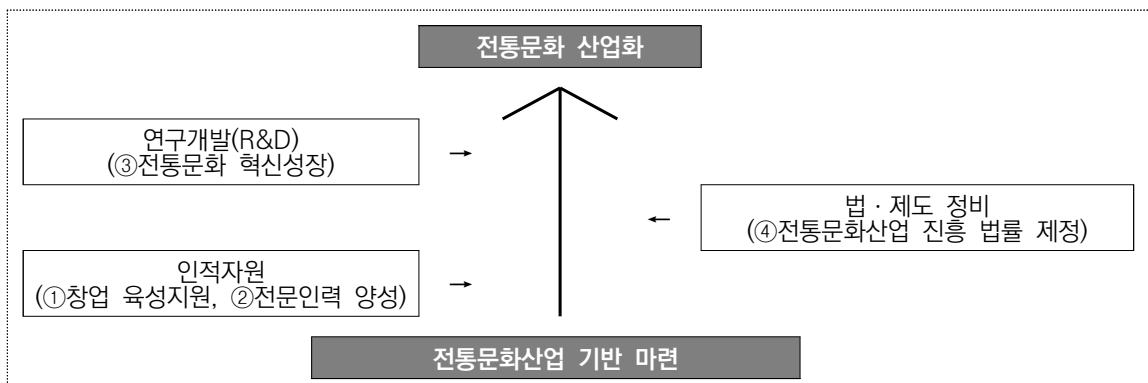 전통문화 산업화
연구개발(R&D)
(③전통문화 혁신성장)
→
법 · 제도 정비
(④전통문화산업 진흥 법률 제정)
←
인적자원
(①창업 육성지원, ②전문인력 양성)
→
전통문화산업 기반 마련